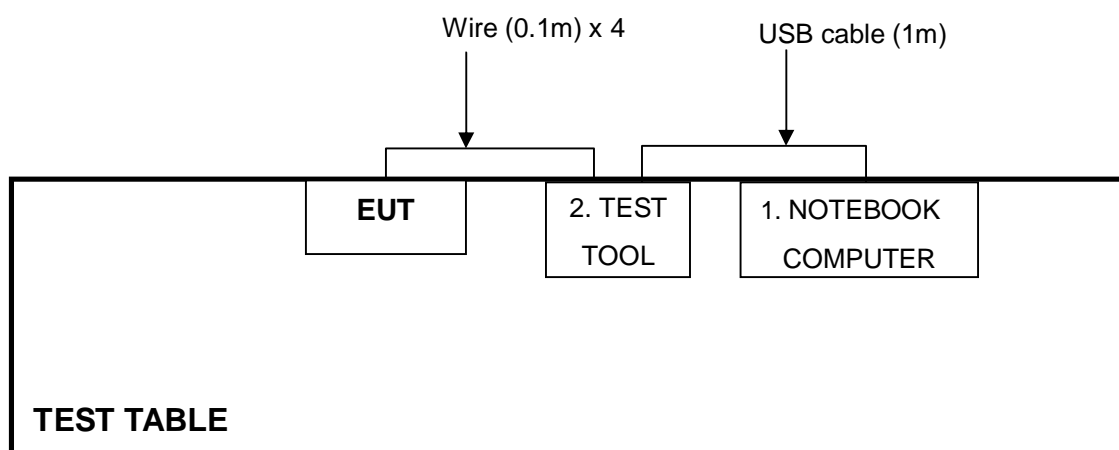 Wire (0.1m) x 4
USB cable (1m)
EUT
2. TEST
TOOL
1. NOTEBOOK
COMPUTER
TEST TABLE